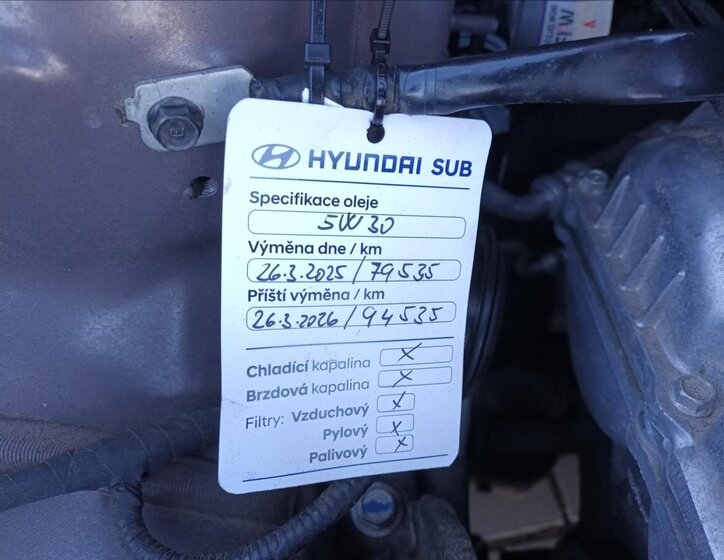 HYUNDAI SUB
Specifikace oleje
5W30
Výměna dne / km
26.3.2025/79535
Příští výměna / km
26.3.2026/94535
Chladící kapalina X
Brzdová kapalina X
Filtry: Vzduchový X
Pylový X
Palivový X